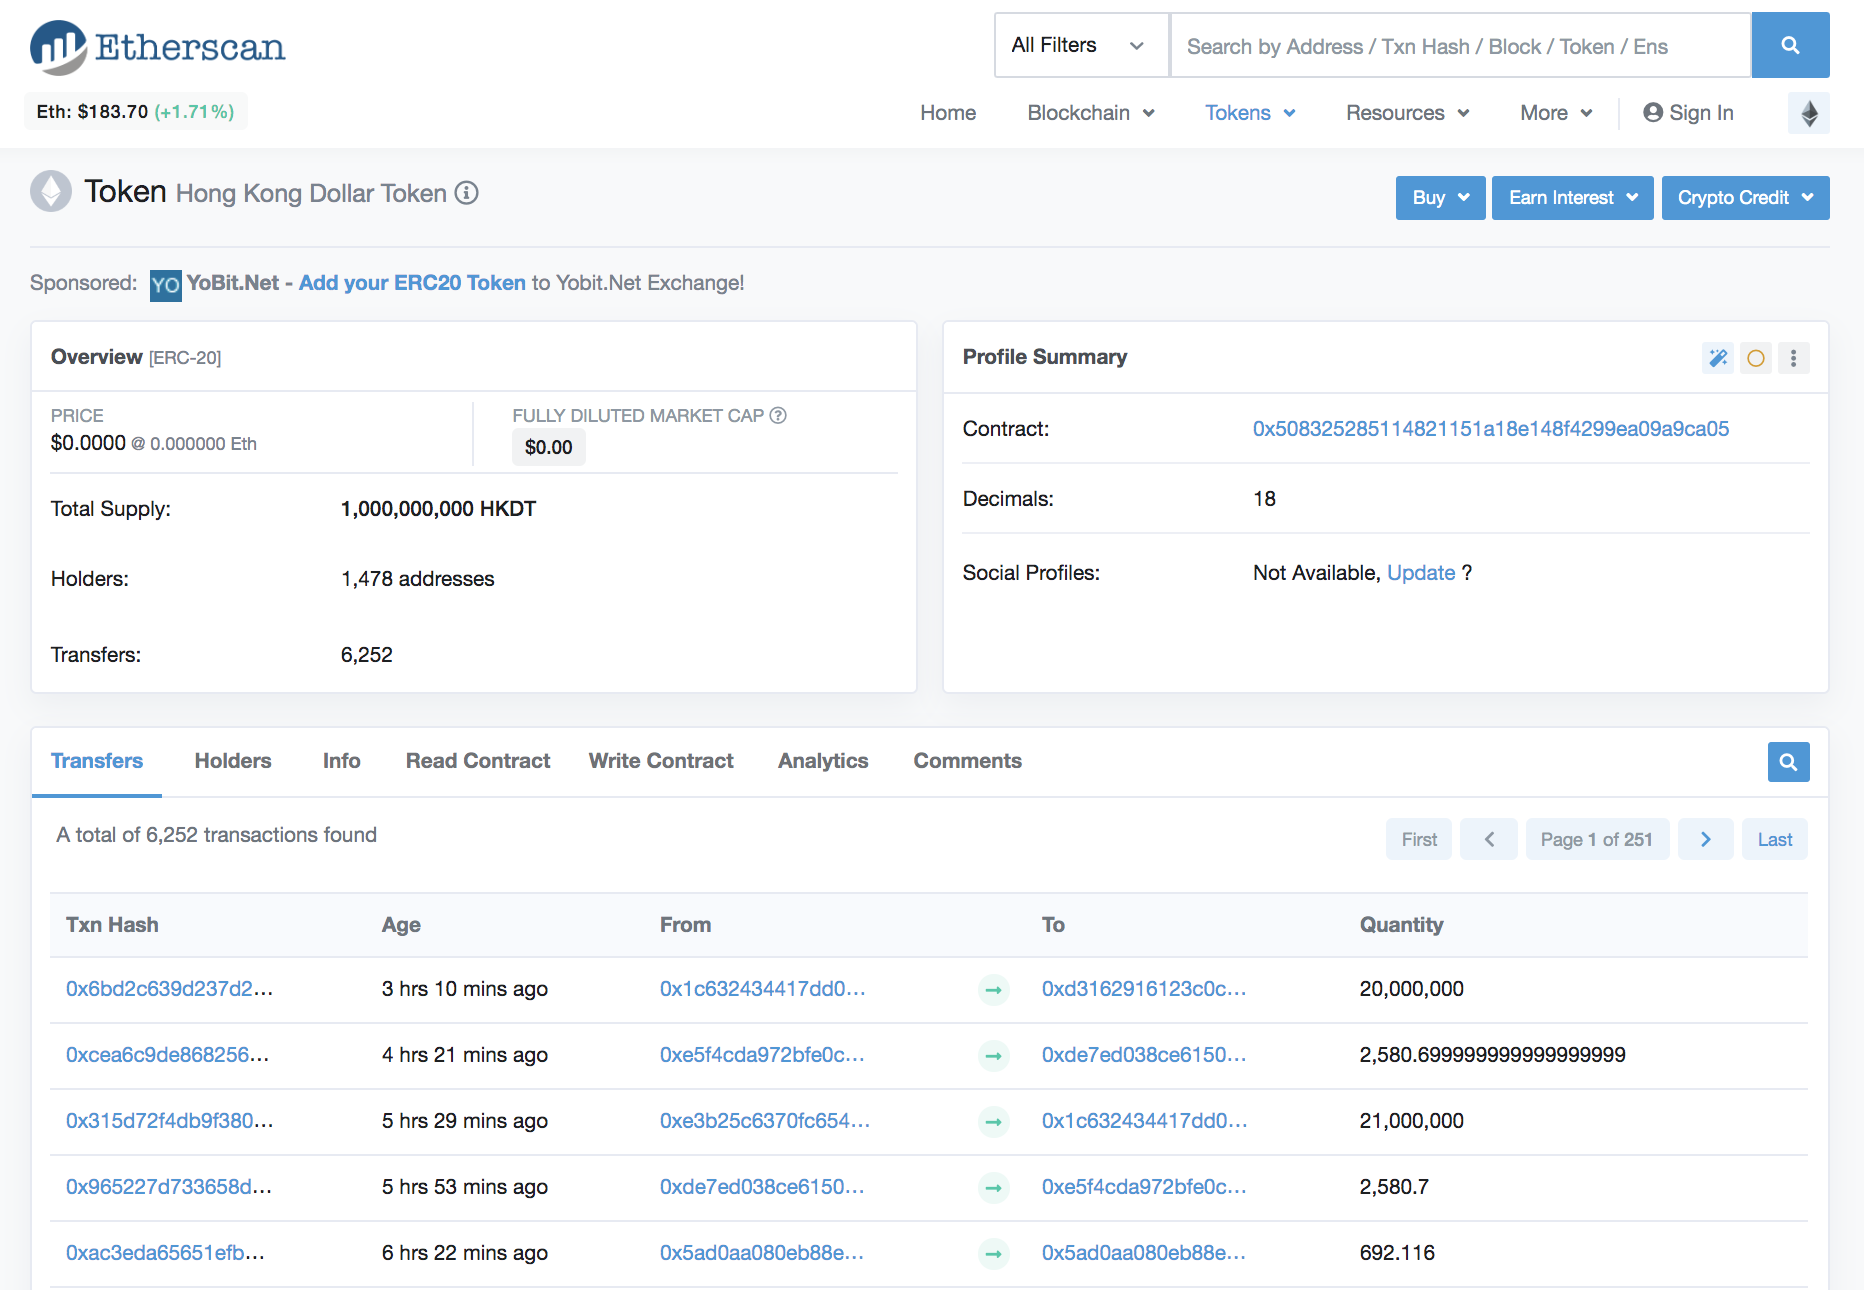 Etherscan
All Filters
Search by Address / Txn Hash / Block / Token / Ens
Eth: $183.70 (+1.71%)
Home Blockchain Tokens Resources More Sign In
Token Hong Kong Dollar Token
Buy Earn Interest Crypto Credit
Sponsored: YO YoBit.Net - Add your ERC20 Token to Yobit.Net Exchange!
Overview [ERC-20]
PRICE
$0.0000 @ 0.000000 Eth
FULLY DILUTED MARKET CAP
$0.00
Total Supply: 1,000,000,000 HKDT
Holders: 1,478 addresses
Transfers: 6,252
Profile Summary
Contract: 0x508325285114821151a18e148f4299ea09a9ca05
Decimals: 18
Social Profiles: Not Available, Update ?
Transfers Holders Info Read Contract Write Contract Analytics Comments
A total of 6,252 transactions found
First Page 1 of 251 Last
Txn Hash Age From To Quantity
0x6bd2c639d237d2... 3 hrs 10 mins ago 0x1c632434417dd0... 0xd3162916123c0c... 20,000,000
0xcea6c9de868256... 4 hrs 21 mins ago 0xe5f4cda972bfe0c... 0xde7ed038ce6150... 2,580.699999999999999999
0x315d72f4db9f380... 5 hrs 29 mins ago 0xe3b25c6370fc654... 0x1c632434417dd0... 21,000,000
0x965227d733658d... 5 hrs 53 mins ago 0xde7ed038ce6150... 0xe5f4cda972bfe0c... 2,580.7
0xac3eda65651efb... 6 hrs 22 mins ago 0x5ad0aa080eb88e... 0x5ad0aa080eb88e... 692.116